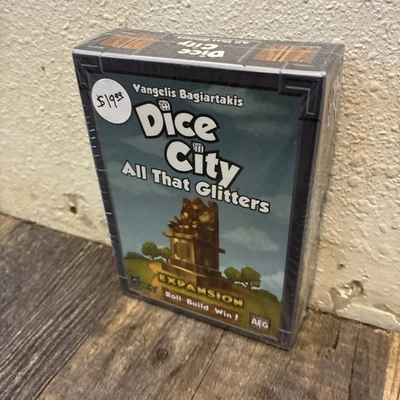 Dice
City
$19.99
Vangelis Bagiartakis
Dice
City
All That Glitters
EXPANSION
Roll Build Win!
AEG